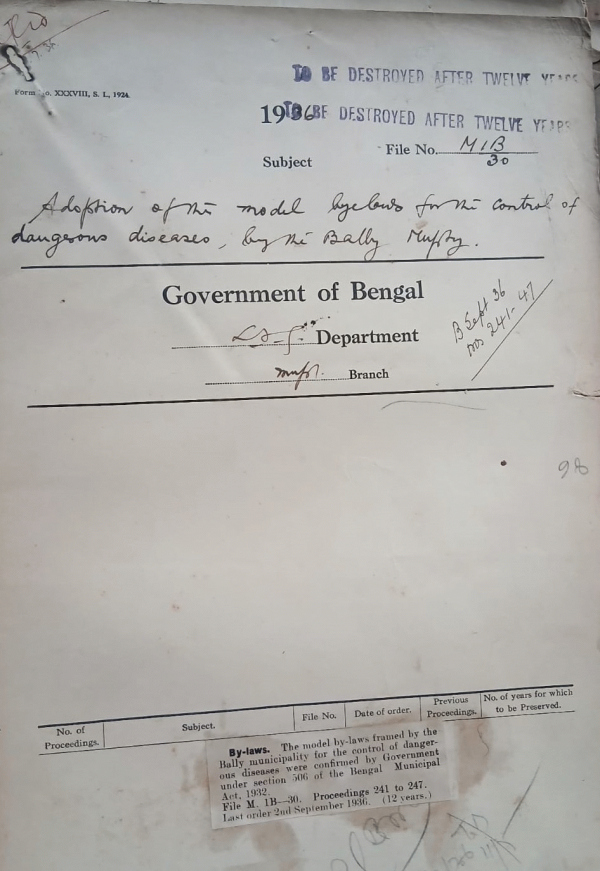 Form No. XXXVIII, S. L, 1924.
TO BE DESTROYED AFTER TWELVE YEARS
1936
TO BE DESTROYED AFTER TWELVE YEARS
File No. M1B/30
Subject
Adoption of the model byelaws for the control of
dangerous diseases, by the Bally Mupty.
Government of Bengal
L.S-G. Department
B Sept 36
nos 241-47
Branch
98
No. of Proceedings.
Subject.
File No.
Date of order.
Previous Proceedings.
No. of years for which to be Preserved.
By-laws. The model by-laws framed by the
Bally municipality for the control of danger-
ous diseases were confirmed by Government
under section 506 of the Bengal Municipal
Act, 1932.
File M. 1B—30. Proceedings 241 to 247.
Last order 2nd September 1936. (12 years.)